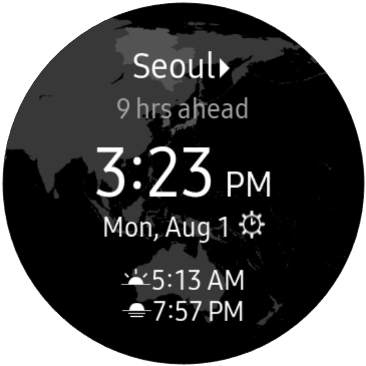 Seoul
9 hrs ahead
3:23 PM
Mon, Aug 1
5:13 AM
7:57 PM